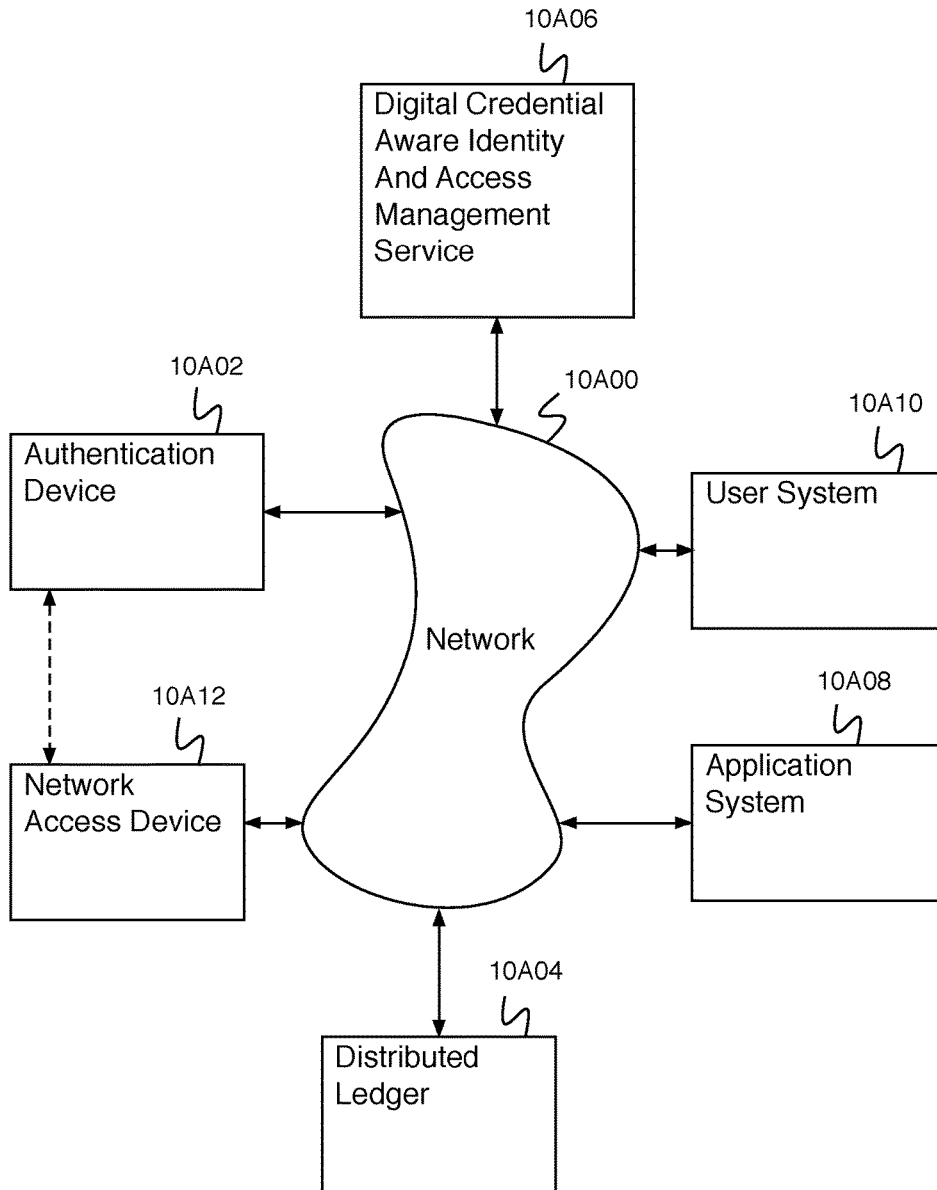 10A06
Digital Credential
Aware Identity
And Access
Management
Service
10A02
Authentication
Device
10A00
Network
10A10
User System
10A12
Network
Access Device
10A08
Application
System
10A04
Distributed
Ledger